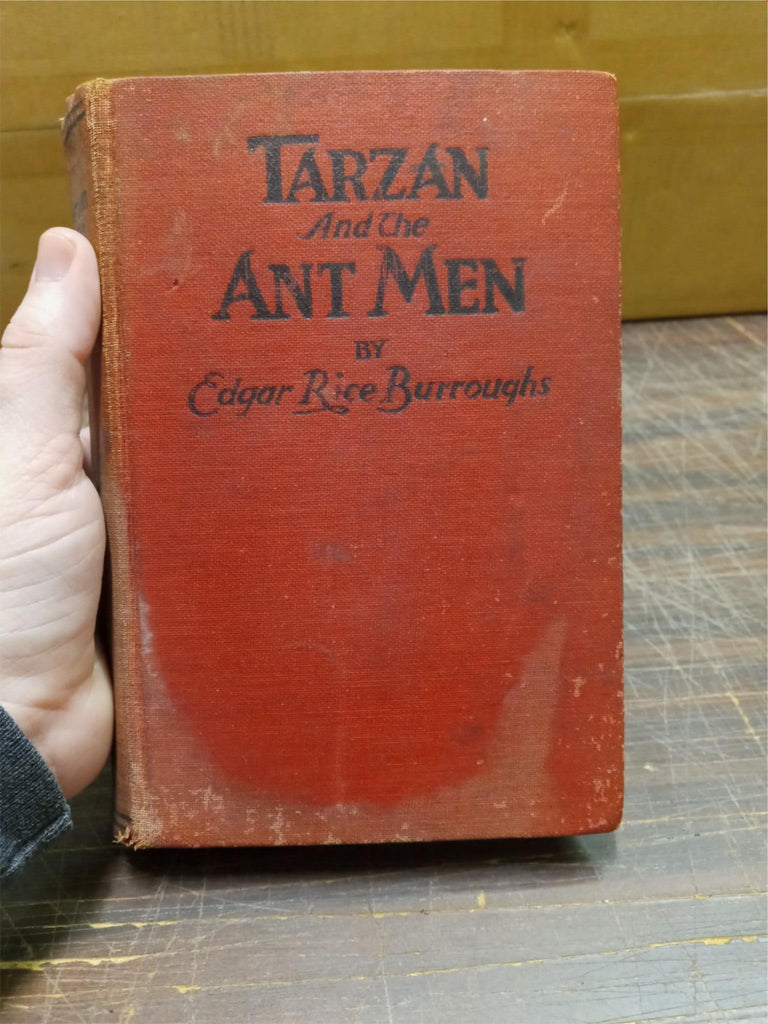 TARZAN
And the
ANT MEN
BY
Edgar Rice Burroughs